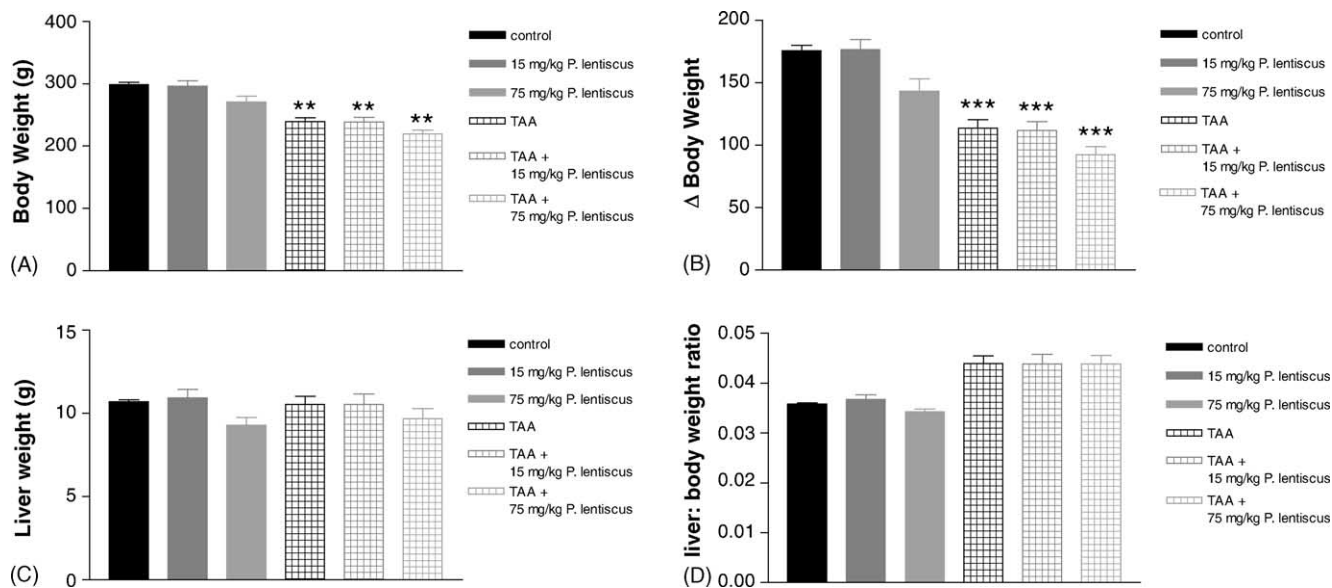 400
300
200
100
0
Body Weight (g)
** ** **
control
15 mg/kg P. lentiscus
75 mg/kg P. lentiscus
TAA
TAA +
15 mg/kg P. lentiscus
TAA +
75 mg/kg P. lentiscus
(A)
200
150
100
50
0
Δ Body Weight
*** *** ***
control
15 mg/kg P. lentiscus
75 mg/kg P. lentiscus
TAA
TAA +
15 mg/kg P. lentiscus
TAA +
75 mg/kg P. lentiscus
(B)
15
10
5
0
Liver weight (g)
control
15 mg/kg P. lentiscus
75 mg/kg P. lentiscus
TAA
TAA +
15 mg/kg P. lentiscus
TAA +
75 mg/kg P. lentiscus
(C)
0.05
0.04
0.03
0.02
0.01
0.00
liver: body weight ratio
control
15 mg/kg P. lentiscus
75 mg/kg P. lentiscus
TAA
TAA +
15 mg/kg P. lentiscus
TAA +
75 mg/kg P. lentiscus
(D)